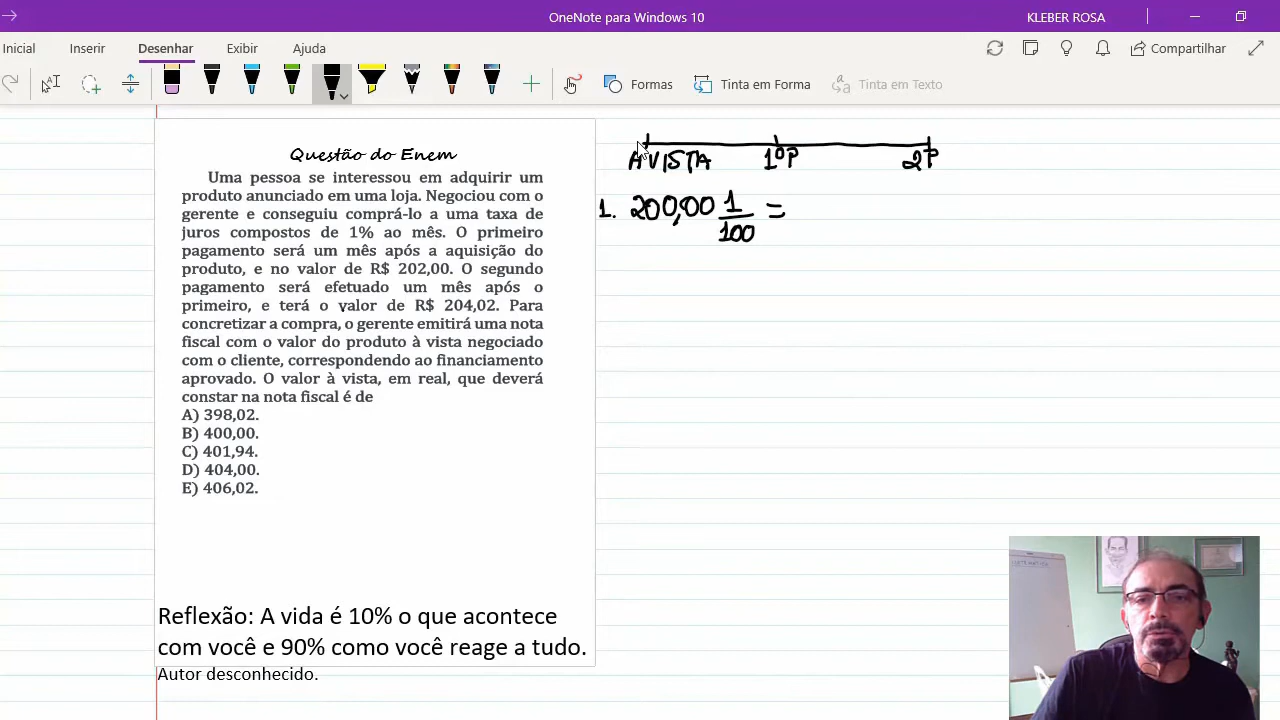 OneNote para Windows 10
KLEBER ROSA
Inicial Inserir Desenhar Exibir Ajuda
Compartilhar
Formas Tinta em Forma Tinta em Texto
Questão do Enem
Uma pessoa se interessou em adquirir um
produto anunciado em uma loja. Negociou com o
gerente e conseguiu comprá-lo a uma taxa de
juros compostos de 1% ao mês. O primeiro
pagamento será um mês após a aquisição do
produto, e no valor de R$ 202,00. O segundo
pagamento será efetuado um mês após o
primeiro, e terá o valor de R$ 204,02. Para
concretizar a compra, o gerente emitirá uma nota
fiscal com o valor do produto à vista negociado
com o cliente, correspondendo ao financiamento
aprovado. O valor à vista, em real, que deverá
constar na nota fiscal é de
A) 398,02.
B) 400,00.
C) 401,94.
D) 404,00.
E) 406,02.
Reflexão: A vida é 10% o que acontece
com você e 90% como você reage a tudo.
Autor desconhecido.
A VISTA 1ºP 2ºP
1. 200,00 1/100 =